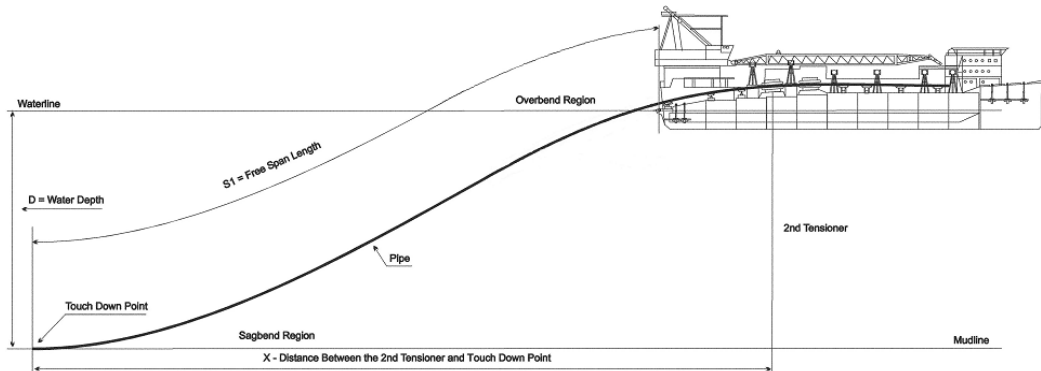 Waterline
Overbend Region
S1 = Free Span Length
D = Water Depth
2nd Tensioner
Pipe
Touch Down Point
Sagbend Region
Mudline
X - Distance Between the 2nd Tensioner and Touch Down Point